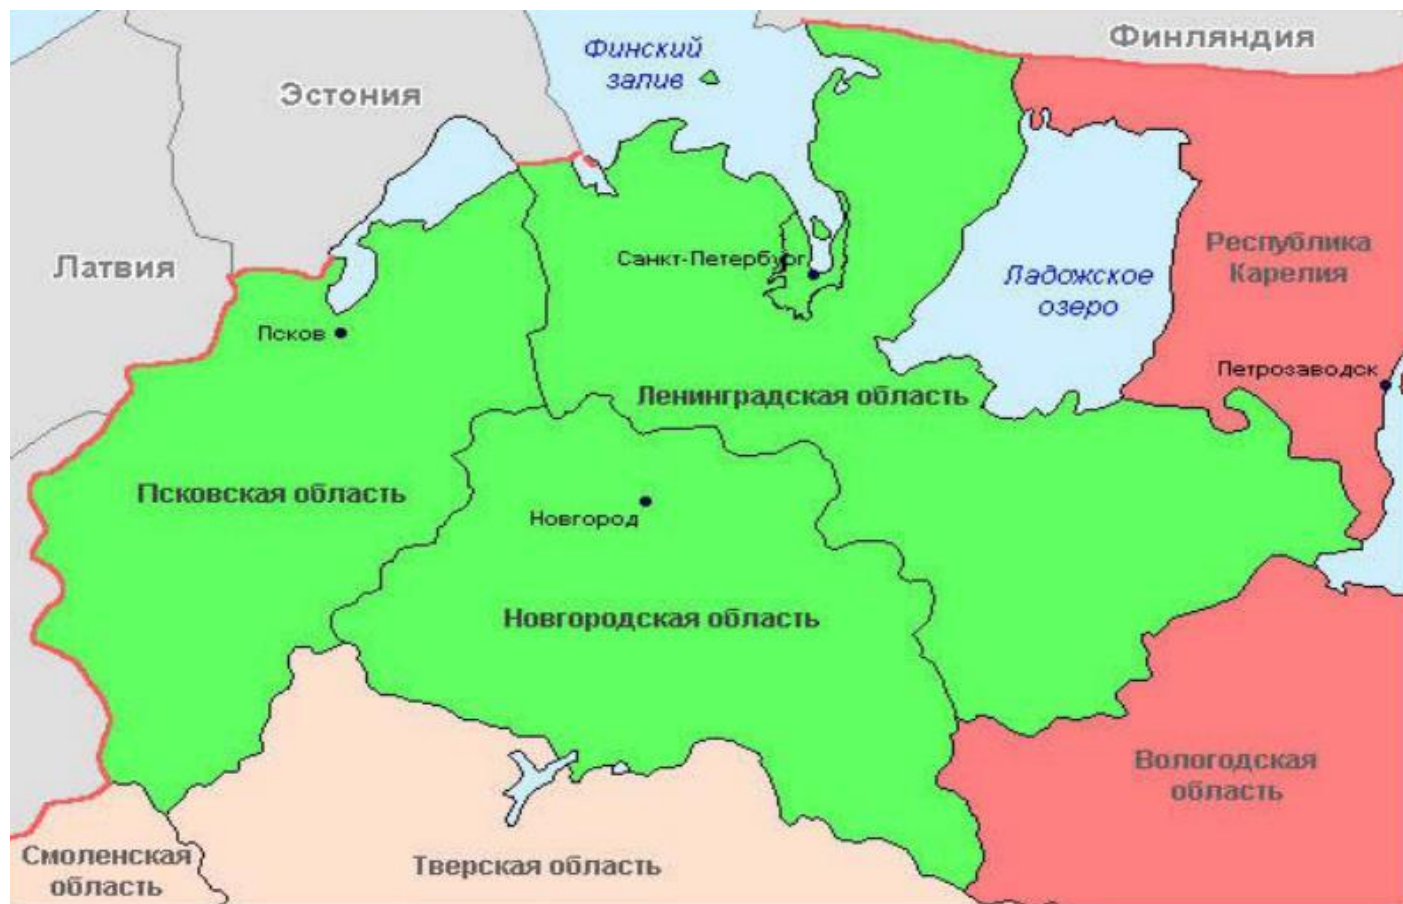 Финляндия
Финский
залив
Эстония
Республика
Карелия
Латвия
Санкт-Петербург
Ладожское
озеро
Псков
Петрозаводск
Ленинградская область
Псковская область
Новгород
Новгородская область
Вологодская
область
Смоленская
область
Тверская область